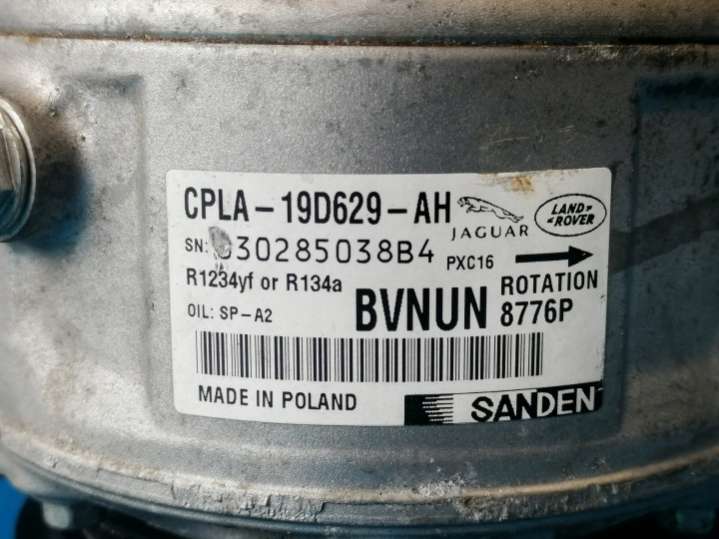 CPLA-19D629-AH
JAGUAR
LAND ROVER
SN: 30285038B4
PXC16
R1234yf or R134a
ROTATION
OIL: SP-A2
BVNUN
8776P
MADE IN POLAND
SANDEN